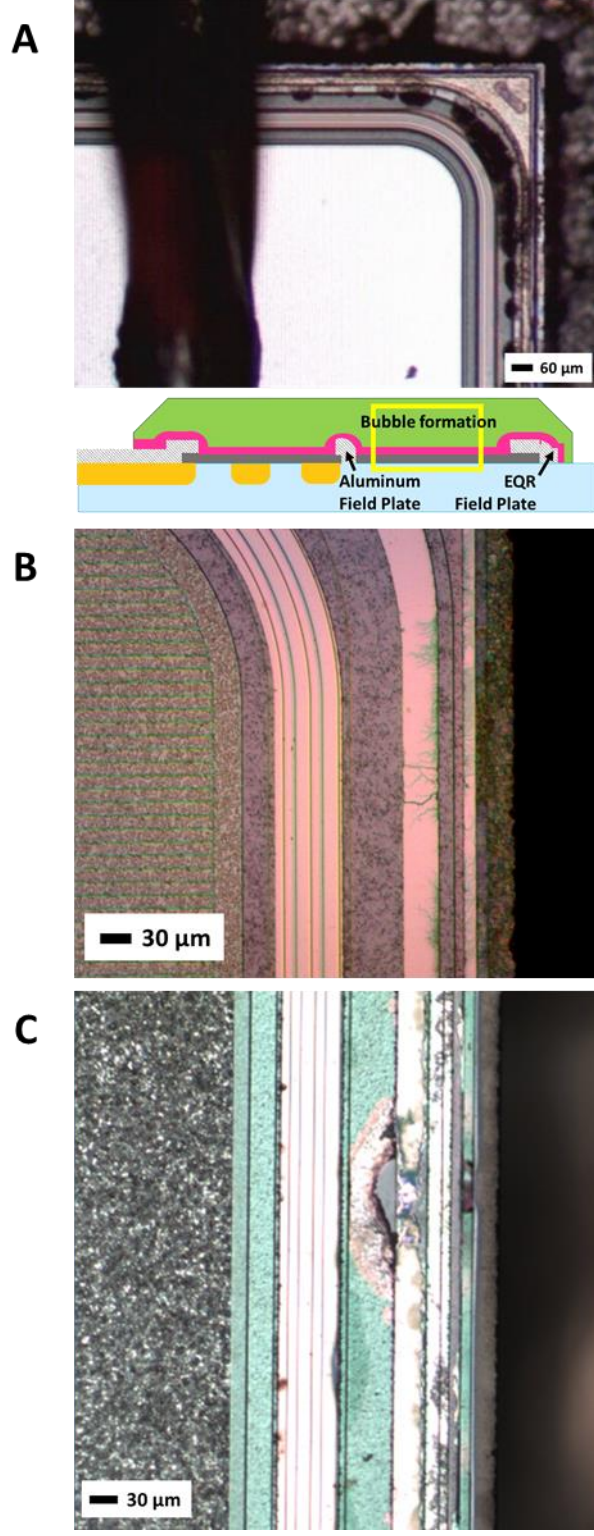 A
60 µm
Bubble formation
Aluminum
Field Plate
EQR
Field Plate
B
30 µm
C
30 µm